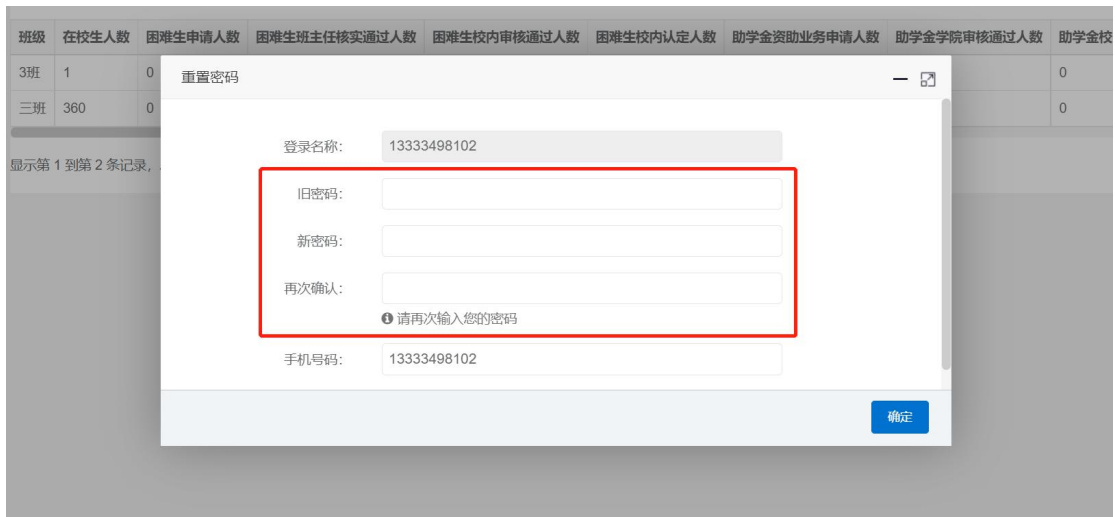 班级 在校生人数 困难生申请人数 困难生班主任核实通过人数 困难生校内审核通过人数 困难生校内认定人数 助学金资助业务申请人数 助学金学院审核通过人数 助学金校
3班 1 0 0
三班 360 0 0
显示第 1 到第 2 条记录，
重置密码
登录名称： 13333498102
旧密码：
新密码：
再次确认：
请再次输入您的密码
手机号码： 13333498102
确定